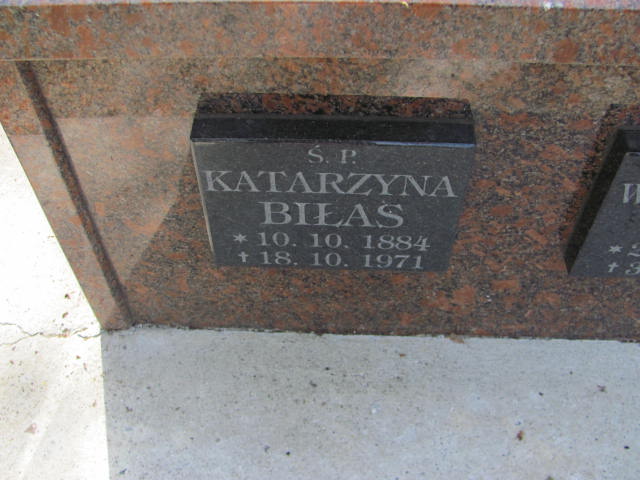 Ś. P.
KATARZYNA
BIŁAS
* 10. 10. 1884
† 18. 10. 1971
W
*
†